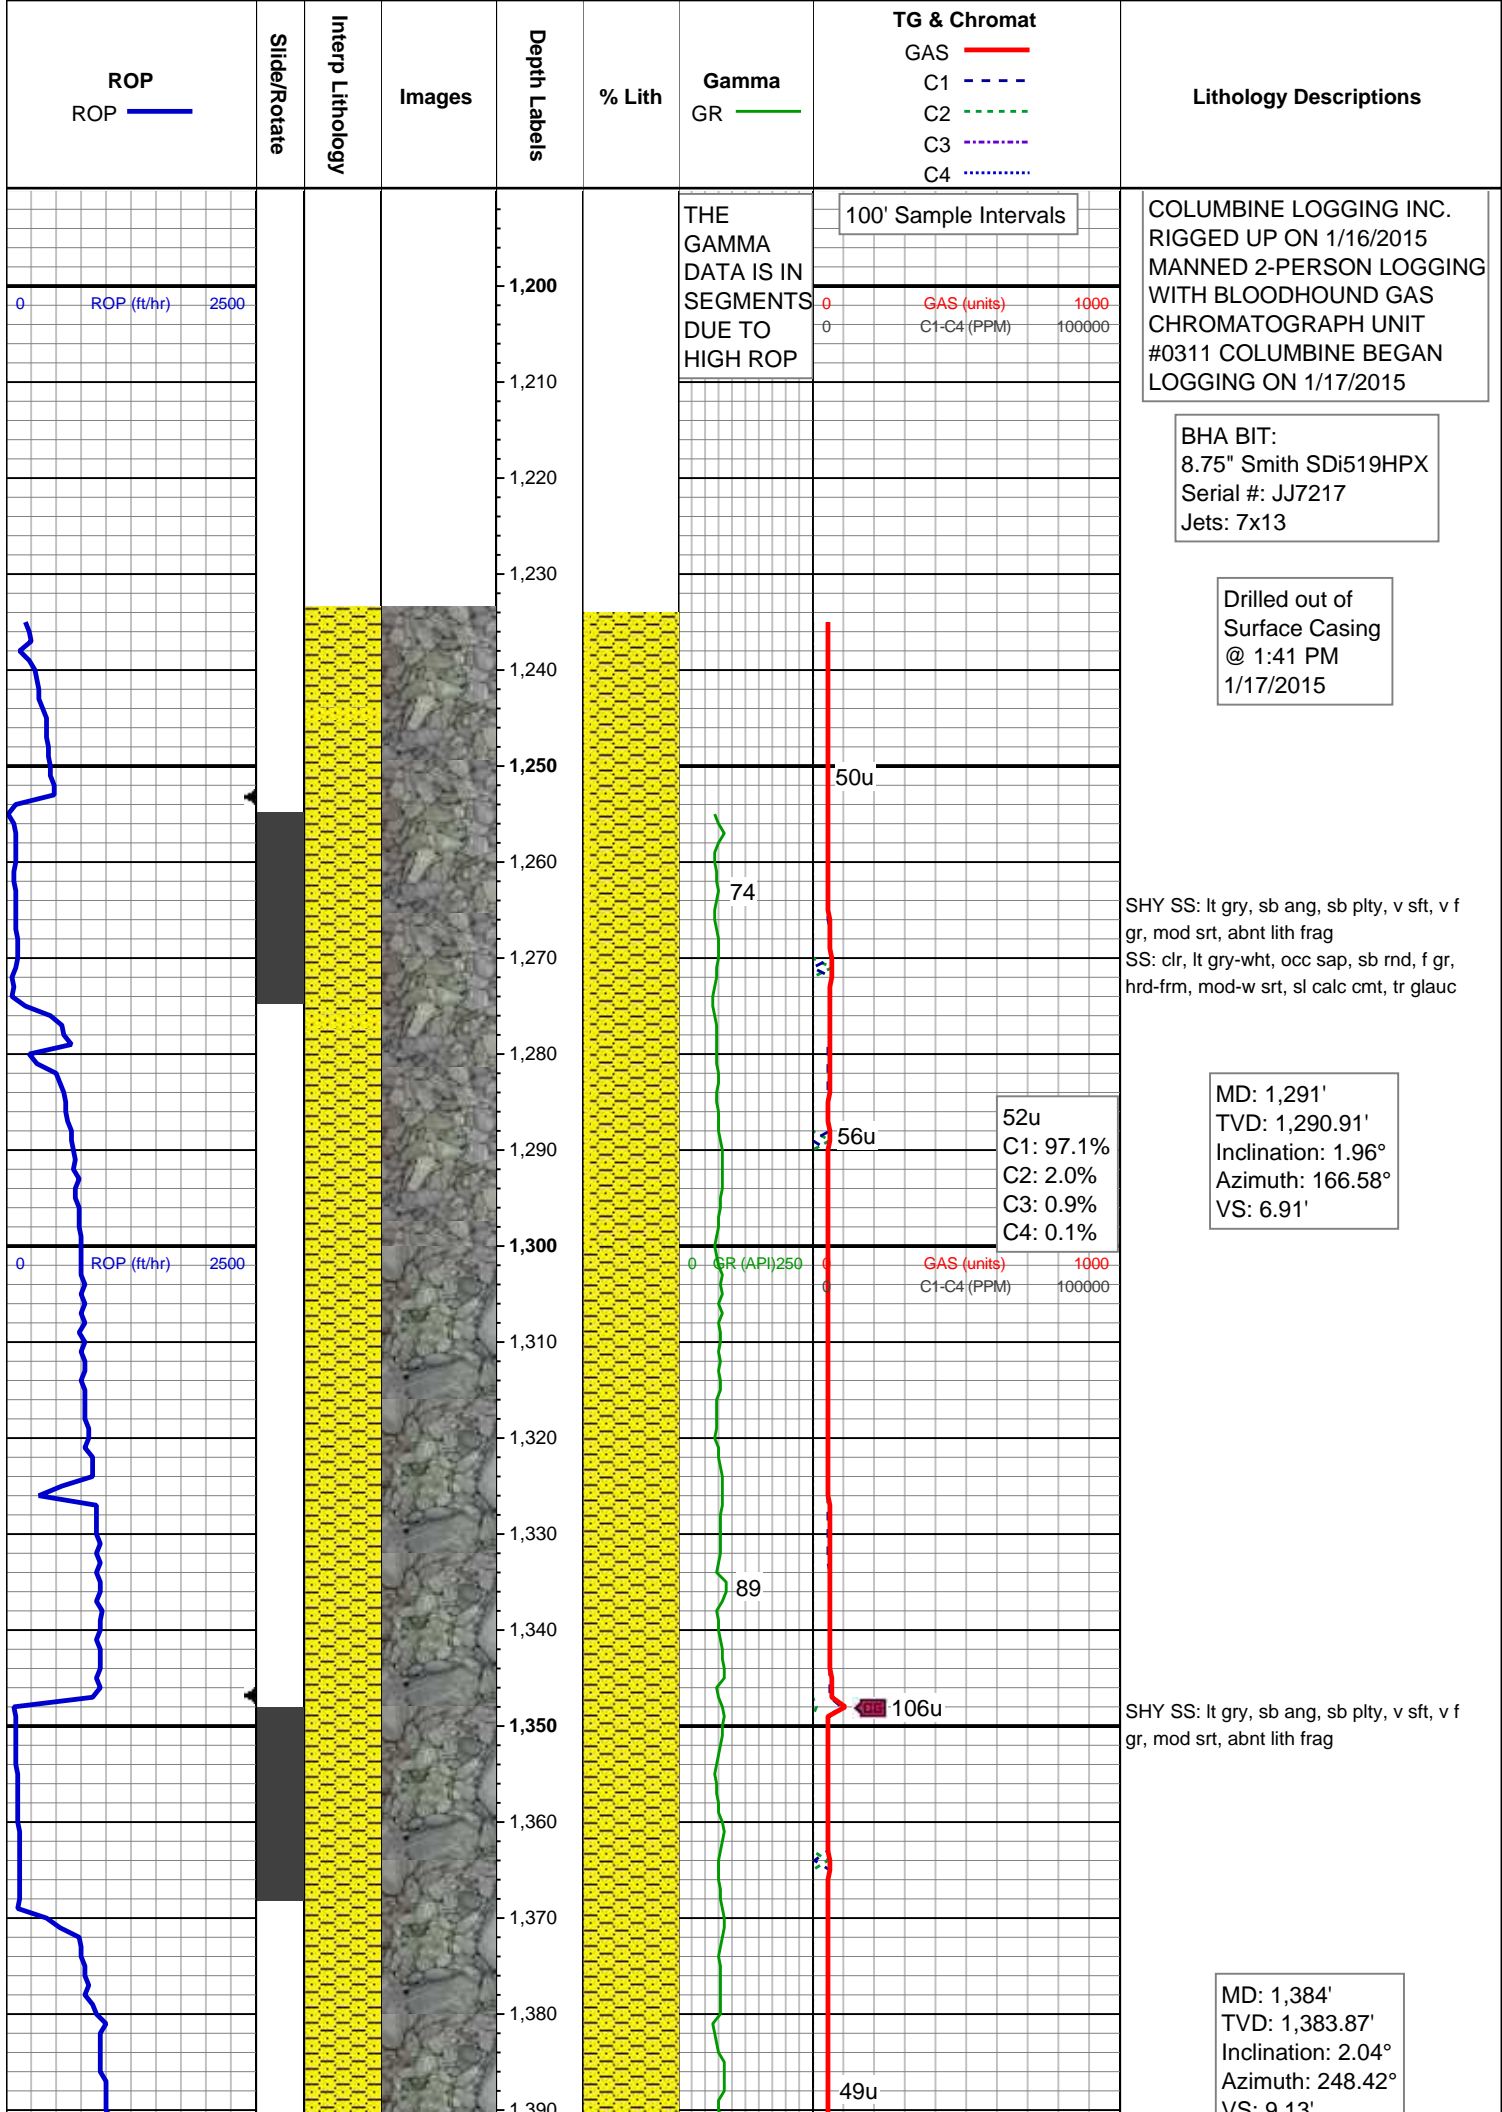 ROP
ROP
Slide/Rotate
Interp Lithology
Images
Depth Labels
% Lith
Gamma
GR
TG & Chromat
GAS
C1
C2
C3
C4
Lithology Descriptions
THE
GAMMA
DATA IS IN
SEGMENTS
DUE TO
HIGH ROP
100' Sample Intervals
COLUMBINE LOGGING INC.
RIGGED UP ON 1/16/2015
MANNED 2-PERSON LOGGING
WITH BLOODHOUND GAS
CHROMATOGRAPH UNIT
#0311 COLUMBINE BEGAN
LOGGING ON 1/17/2015
1,200
0 ROP (ft/hr) 2500
0 GAS (units) 1000
0 C1-C4 (PPM) 100000
1,210
BHA BIT:
8.75" Smith SDi519HPX
Serial #: JJ7217
Jets: 7x13
1,220
1,230
Drilled out of
Surface Casing
@ 1:41 PM
1/17/2015
1,240
1,250
50u
1,260
74
SHY SS: lt gry, sb ang, sb plty, v sft, v f
gr, mod srt, abnt lith frag
SS: clr, lt gry-wht, occ sap, sb rnd, f gr,
hrd-frm, mod-w srt, sl calc cmt, tr glauc
1,270
1,280
MD: 1,291'
TVD: 1,290.91'
Inclination: 1.96°
Azimuth: 166.58°
VS: 6.91'
56u
52u
C1: 97.1%
C2: 2.0%
C3: 0.9%
C4: 0.1%
1,290
1,300
0 ROP (ft/hr) 2500
0 GR (API) 250
0 GAS (units) 1000
0 C1-C4 (PPM) 100000
1,310
1,320
1,330
89
1,340
CG 106u
SHY SS: lt gry, sb ang, sb plty, v sft, v f
gr, mod srt, abnt lith frag
1,350
1,360
1,370
1,380
MD: 1,384'
TVD: 1,383.87'
Inclination: 2.04°
Azimuth: 248.42°
VS: 9.13'
49u
1,390